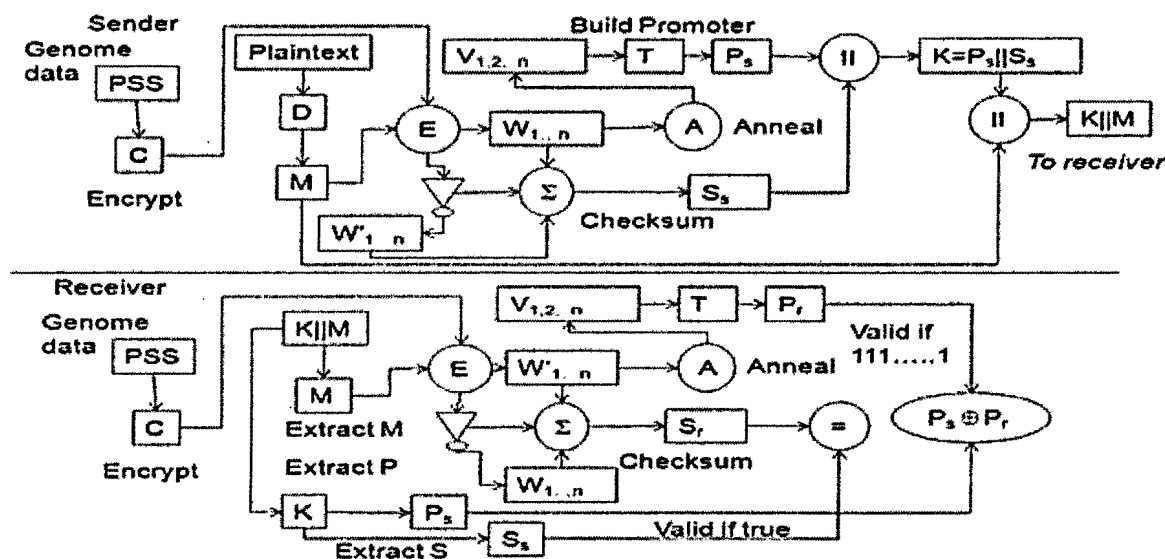 Sender
Genome data
PSS
C
Encrypt
Plaintext
D
M
E
W₁.. n
W'₁ n
Build Promoter
V₁,₂, n
T
Pₛ
A
Anneal
Σ
Checksum
Sₛ
||
K=Pₛ||Sₛ
||
K||M
To receiver
Receiver
Genome data
PSS
C
Encrypt
K||M
M
Extract M
Extract P
K
Extract S
E
V₁,₂, n
T
Pᵣ
W'₁, n
A
Anneal
Σ
Checksum
Sᵣ
=
W₁..,n
Pₛ
Sₛ
Valid if true
Valid if
111.....1
Pₛ⊕Pᵣ